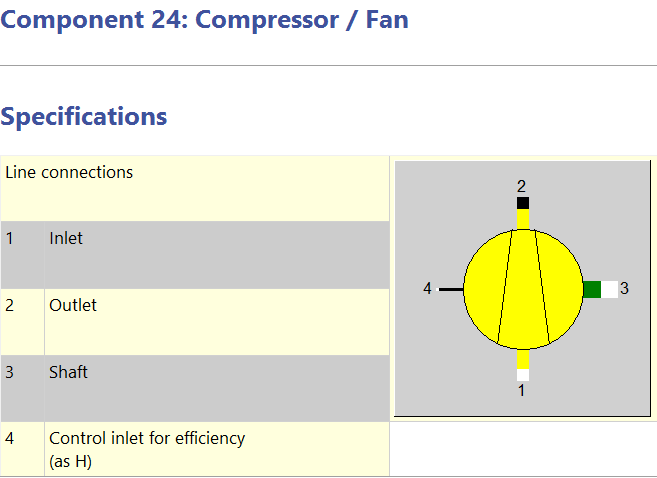 Component 24: Compressor / Fan
Specifications
Line connections
1 Inlet
2 Outlet
3 Shaft
4 Control inlet for efficiency
(as H)
2
4
3
1